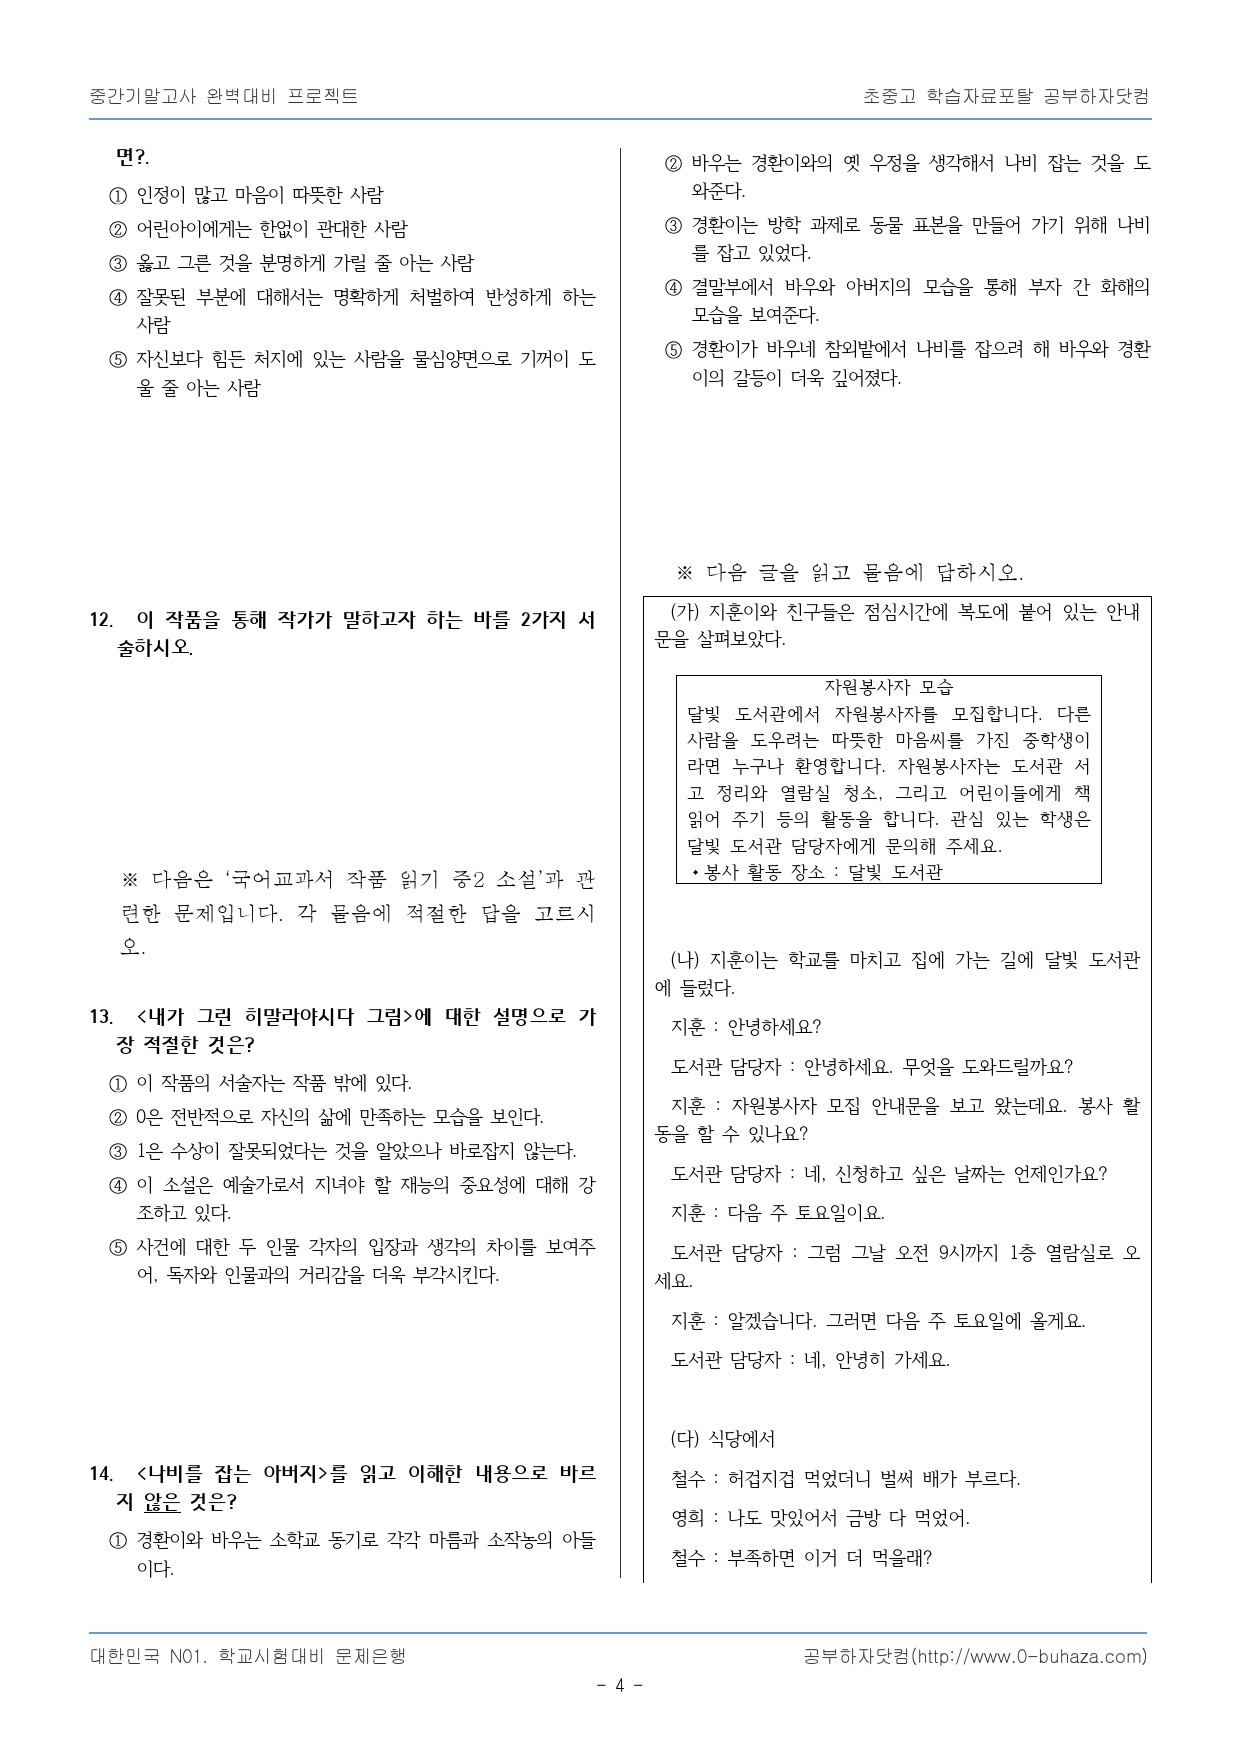 중간기말고사 완벽대비 프로젝트
초중고 학습자료포탈 공부하자닷컴
면?.
① 인정이 많고 마음이 따뜻한 사람
② 어린아이에게는 한없이 관대한 사람
③ 옳고 그른 것을 분명하게 가릴 줄 아는 사람
④ 잘못된 부분에 대해서는 명확하게 처벌하여 반성하게 하는
사람
⑤ 자신보다 힘든 처지에 있는 사람을 물심양면으로 기꺼이 도
울 줄 아는 사람
12. 이 작품을 통해 작가가 말하고자 하는 바를 2가지 서
술하시오.
※ 다음은 ‘국어교과서 작품 읽기 중2 소설’과 관
련한 문제입니다. 각 물음에 적절한 답을 고르시
오.
13. <내가 그린 히말라야시다 그림>에 대한 설명으로 가
장 적절한 것은?
① 이 작품의 서술자는 작품 밖에 있다.
② 0은 전반적으로 자신의 삶에 만족하는 모습을 보인다.
③ 1은 수상이 잘못되었다는 것을 알았으나 바로잡지 않는다.
④ 이 소설은 예술가로서 지녀야 할 재능의 중요성에 대해 강
조하고 있다.
⑤ 사건에 대한 두 인물 각자의 입장과 생각의 차이를 보여주
어, 독자와 인물과의 거리감을 더욱 부각시킨다.
14. <나비를 잡는 아버지>를 읽고 이해한 내용으로 바르
지 않은 것은?
① 경환이와 바우는 소학교 동기로 각각 마름과 소작농의 아들
이다.
② 바우는 경환이와의 옛 우정을 생각해서 나비 잡는 것을 도
와준다.
③ 경환이는 방학 과제로 동물 표본을 만들어 가기 위해 나비
를 잡고 있었다.
④ 결말부에서 바우와 아버지의 모습을 통해 부자 간 화해의
모습을 보여준다.
⑤ 경환이가 바우네 참외밭에서 나비를 잡으려 해 바우와 경환
이의 갈등이 더욱 깊어졌다.
※ 다음 글을 읽고 물음에 답하시오.
(가) 지훈이와 친구들은 점심시간에 복도에 붙어 있는 안내
문을 살펴보았다.
자원봉사자 모습
달빛 도서관에서 자원봉사자를 모집합니다. 다른
사람을 도우려는 따뜻한 마음씨를 가진 중학생이
라면 누구나 환영합니다. 자원봉사자는 도서관 서
고 정리와 열람실 청소, 그리고 어린이들에게 책
읽어 주기 등의 활동을 합니다. 관심 있는 학생은
달빛 도서관 담당자에게 문의해 주세요.
⬩봉사 활동 장소 : 달빛 도서관
(나) 지훈이는 학교를 마치고 집에 가는 길에 달빛 도서관
에 들렀다.
지훈 : 안녕하세요?
도서관 담당자 : 안녕하세요. 무엇을 도와드릴까요?
지훈 : 자원봉사자 모집 안내문을 보고 왔는데요. 봉사 활
동을 할 수 있나요?
도서관 담당자 : 네, 신청하고 싶은 날짜는 언제인가요?
지훈 : 다음 주 토요일이요.
도서관 담당자 : 그럼 그날 오전 9시까지 1층 열람실로 오
세요.
지훈 : 알겠습니다. 그러면 다음 주 토요일에 올게요.
도서관 담당자 : 네, 안녕히 가세요.
(다) 식당에서
철수 : 허겁지겁 먹었더니 벌써 배가 부르다.
영희 : 나도 맛있어서 금방 다 먹었어.
철수 : 부족하면 이거 더 먹을래?
대한민국 N01. 학교시험대비 문제은행
공부하자닷컴(http://www.0-buhaza.com)
- 4 -